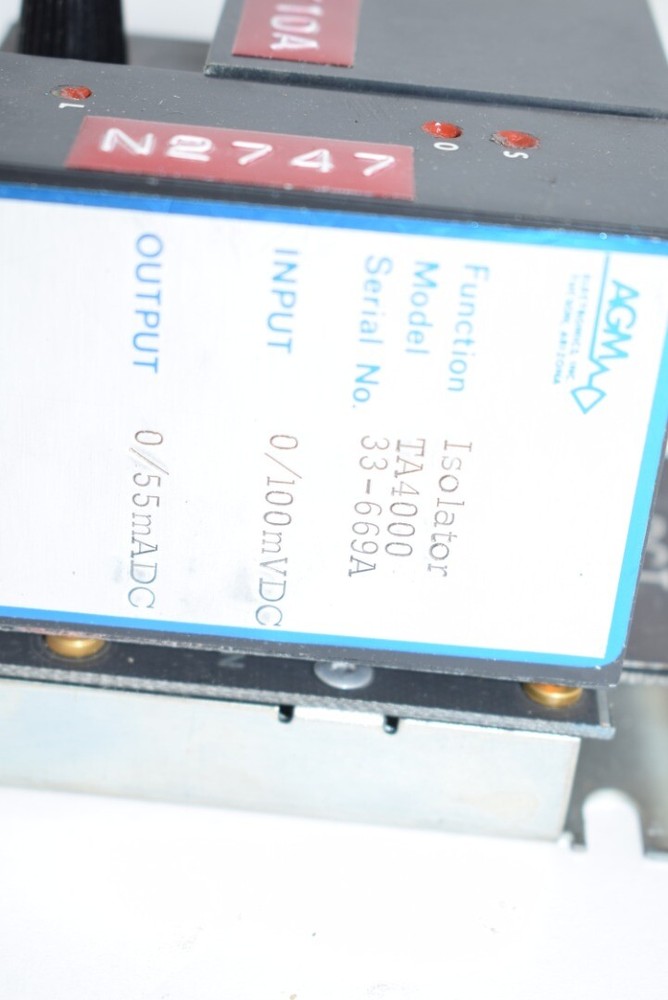 10A
L
O
S
N2747
AGM
ELECTRONICS, INC.
TUCSON, ARIZONA
Function Isolator
Model TA4000
Serial No. 33-669A
INPUT 0/100mVDC
OUTPUT 0//55mADC
N